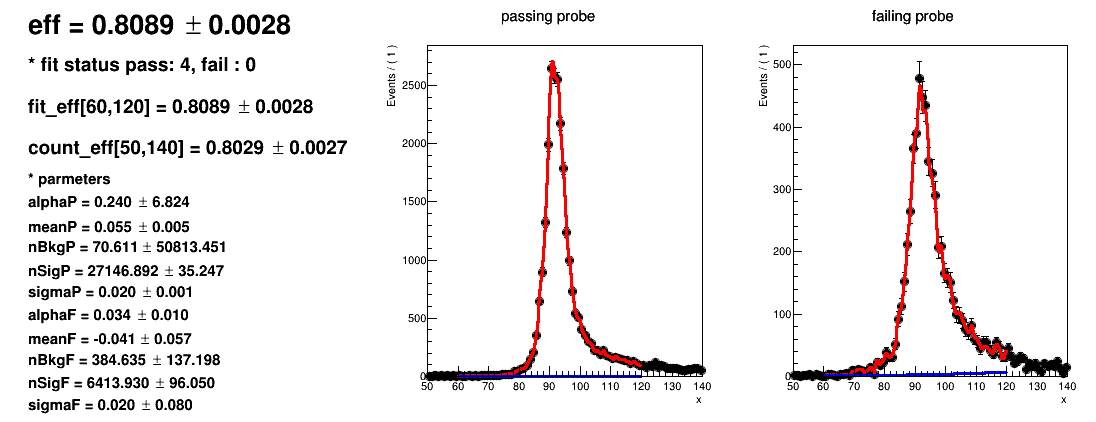 eff = 0.8089 ± 0.0028
* fit status pass: 4, fail : 0
fit_eff[60,120] = 0.8089 ± 0.0028
count_eff[50,140] = 0.8029 ± 0.0027
* parmeters
alphaP = 0.240 ± 6.824
meanP = 0.055 ± 0.005
nBkgP = 70.611 ± 50813.451
nSigP = 27146.892 ± 35.247
sigmaP = 0.020 ± 0.001
alphaF = 0.034 ± 0.010
meanF = -0.041 ± 0.057
nBkgF = 384.635 ± 137.198
nSigF = 6413.930 ± 96.050
sigmaF = 0.020 ± 0.080
passing probe
Events / ( 1 )
2500
2000
1500
1000
500
0
50 60 70 80 90 100 110 120 130 140
x
failing probe
Events / ( 1 )
500
400
300
200
100
0
50 60 70 80 90 100 110 120 130 140
x